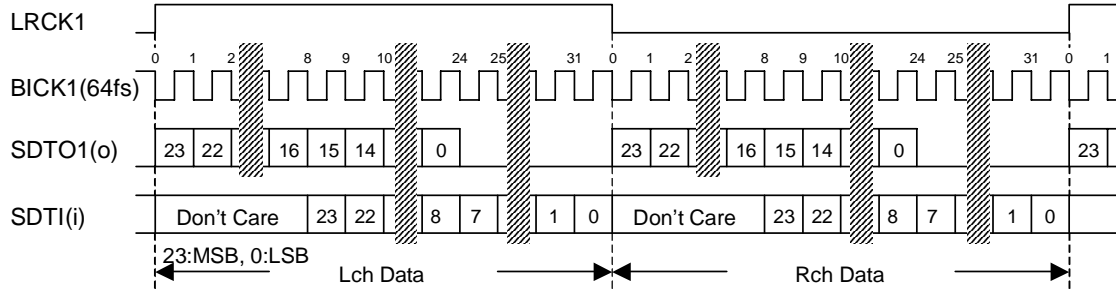 LRCK1
0 1 2 8 9 10 24 25 31 0 1 2 8 9 10 24 25 31 0 1
BICK1(64fs)
SDTO1(o) 23 22 16 15 14 0 23 22 16 15 14 0 23
SDTI(i) Don't Care 23 22 8 7 1 0 Don't Care 23 22 8 7 1 0
23:MSB, 0:LSB
Lch Data Rch Data